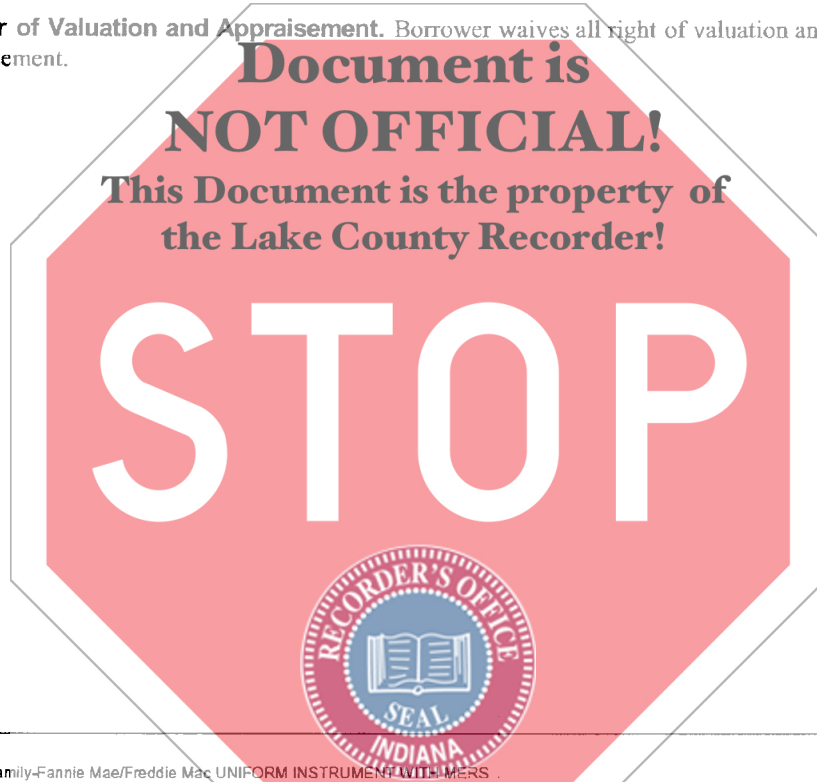 r of Valuation and Appraisement. Borrower waives all right of valuation an
ement.
Document is
NOT OFFICIAL!
This Document is the property of
the Lake County Recorder!
STOP
RECORDER'S OFFICE
SEAL
INDIANA
amily-Fannie Mae/Freddie Mac UNIFORM INSTRUMENT WITH MERS